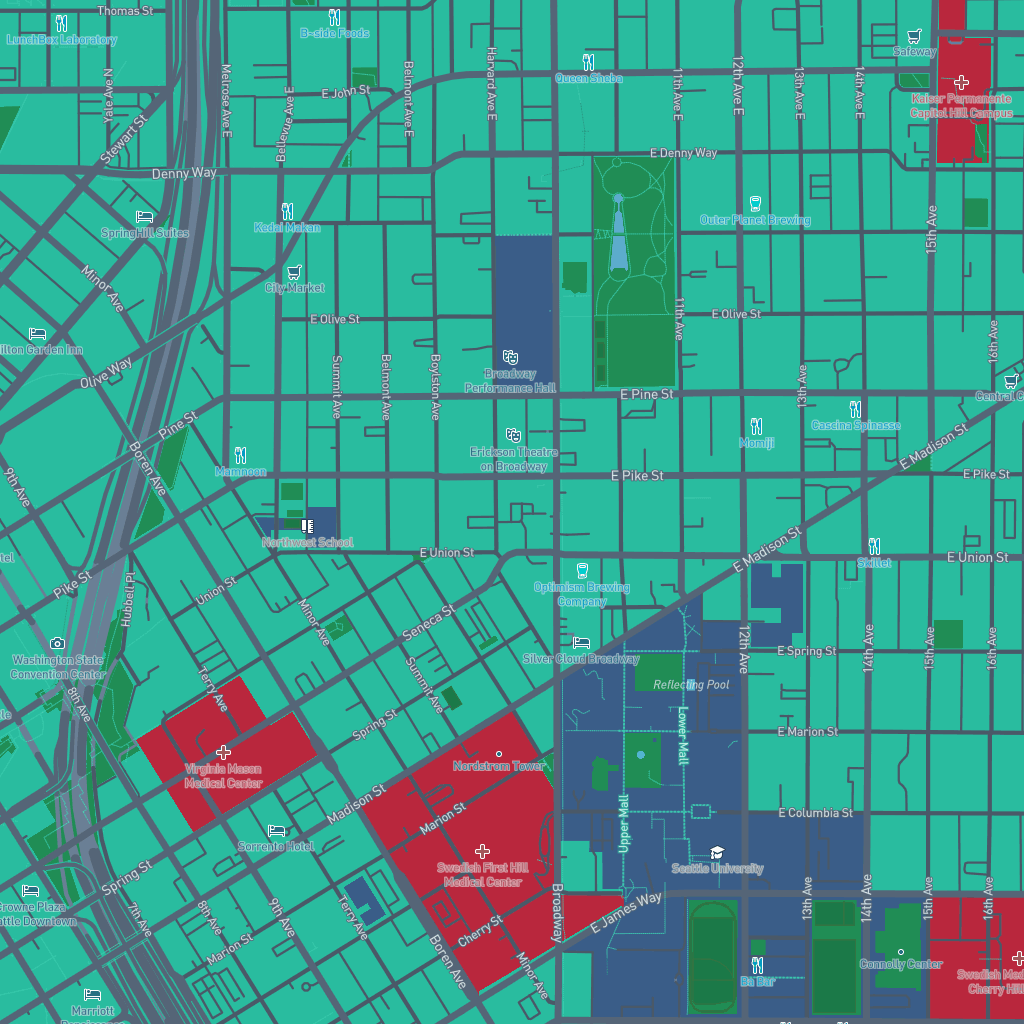 Thomas St
LunchBox Laboratory
B-side Foods
Safeway
Queen Sheba
Yale Ave N
Melrose Ave E
Bellevue Ave E
E John St
Belmont Ave E
Harvard Ave E
11th Ave E
12th Ave E
13th Ave E
14th Ave E
Kaiser Permanente
Capitol Hill Campus
Stewart St
Denny Way
E Denny Way
SpringHill Suites
Kedai Makan
Outer Planet Brewing
15th Ave
Minor Ave
City Market
E Olive St
E Olive St
11th Ave
16th Ave
ilton Garden Inn
Olive Way
Summit Ave
Belmont Ave
Boylston Ave
Broadway
Performance Hall
E Pine St
13th Ave
Central C
Pine St
Cascina Spinasse
Momiji
Erickson Theatre
on Broadway
E Madison St
Mamnoon
Boren Ave
9th Ave
E Pike St
E Pike St
Northwest School
E Union St
E Madison St
E Union St
Skillet
tel
Pike St
Hubbell Pl
Union St
Minor Ave
Seneca St
Optimism Brewing
Company
Washington State
Convention Center
Silver Cloud Broadway
12th Ave
E Spring St
14th Ave
15th Ave
16th Ave
Terry Ave
Summit Ave
Reflecting Pool
8th Ave
le
Spring St
Lower Mall
E Marion St
Virginia Mason
Medical Center
Nordstrom Tower
Madison St
Marion St
Upper Mall
E Columbia St
Sorrento Hotel
Swedish First Hill
Medical Center
Seattle University
Spring St
Crowne Plaza
attle Downtown
7th Ave
8th Ave
9th Ave
Terry Ave
Broadway
E James Way
13th Ave
14th Ave
15th Ave
16th Ave
Marion St
Cherry St
Boren Ave
Minor Ave
Ba Bar
Connolly Center
Swedish Med
Cherry Hill
Marriott
Renaissance